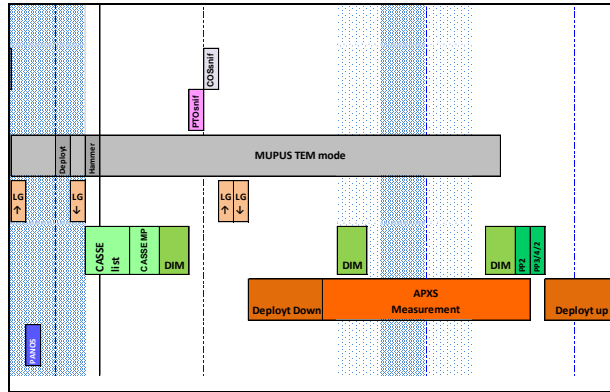 COSsnif
PTOsnif
Deployt
Hammer
MUPUS TEM mode
LG
↑
LG
↓
LG
↑
LG
↓
CASSE
list
CASSE MP
DIM
DIM
DIM
PP2
PP3/4/2
Deployt Down
APXS
Measurement
Deployt up
PANOS